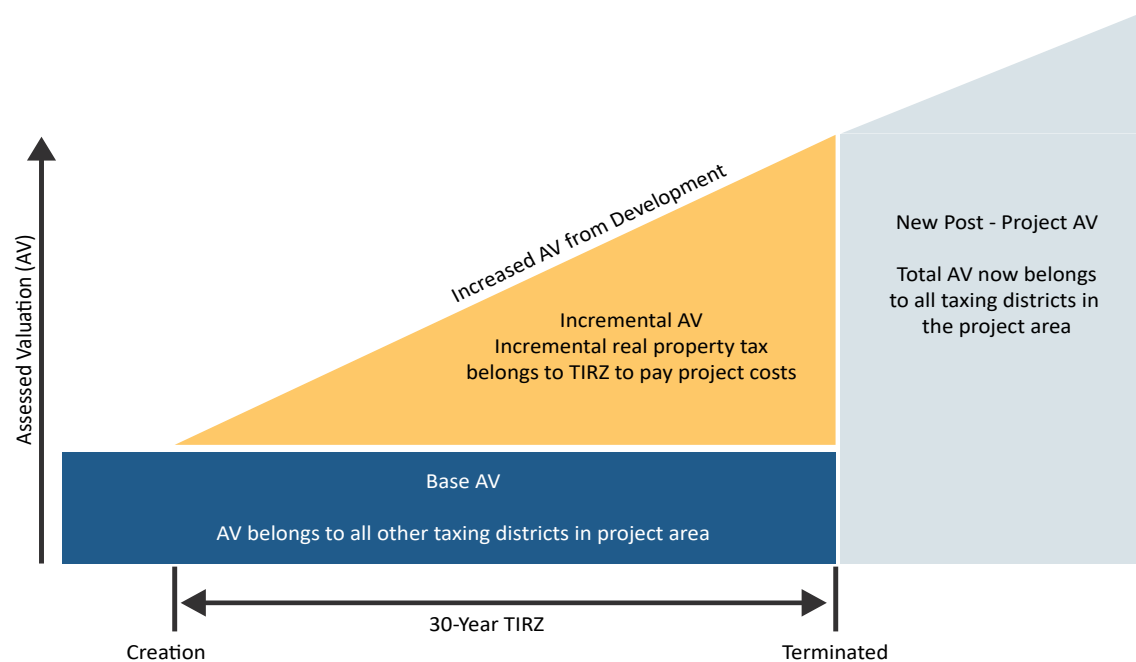 Assessed Valuation (AV)
Increased AV from Development
Incremental AV
Incremental real property tax
belongs to TIRZ to pay project costs
New Post - Project AV
Total AV now belongs
to all taxing districts in
the project area
Base AV
AV belongs to all other taxing districts in project area
30-Year TIRZ
Creation
Terminated